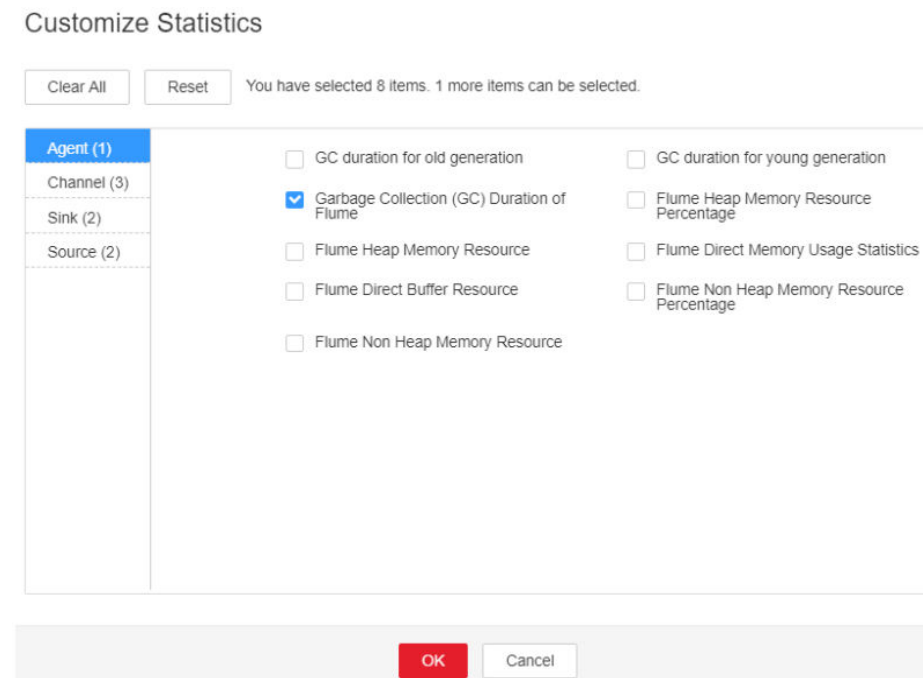 Customize Statistics
Clear All
Reset
You have selected 8 items. 1 more items can be selected.
Agent (1)
Channel (3)
Sink (2)
Source (2)
GC duration for old generation
GC duration for young generation
Garbage Collection (GC) Duration of
Flume
Flume Heap Memory Resource
Percentage
Flume Heap Memory Resource
Flume Direct Memory Usage Statistics
Flume Direct Buffer Resource
Flume Non Heap Memory Resource
Percentage
Flume Non Heap Memory Resource
OK
Cancel